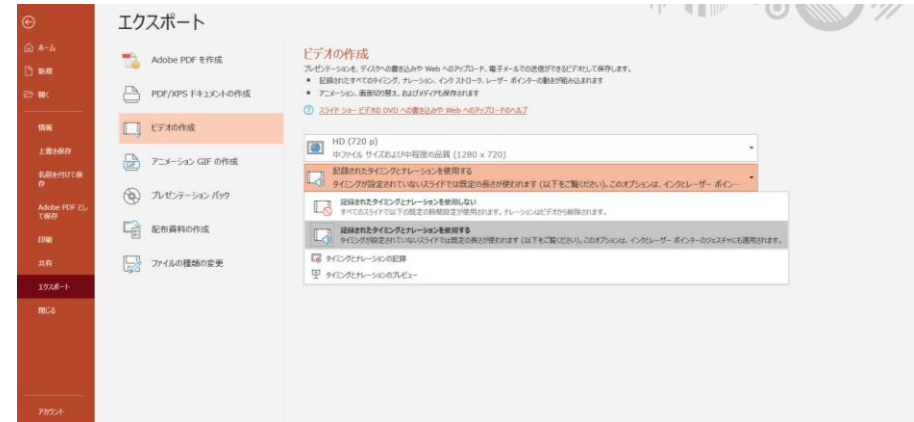 エクスポート
ホーム
新規
開く
情報
上書き保存
名前を付けて保
存
Adobe PDF とし
て保存
印刷
共有
エクスポート
閉じる
アカウント
Adobe PDF を作成
PDF/XPS ドキュメントの作成
ビデオの作成
アニメーション GIF の作成
プレゼンテーション パック
配布資料の作成
ファイルの種類の変更
ビデオの作成
プレゼンテーションを、ディスクへの書き込みや Web へのアップロード、電子メールでの送信ができるビデオとして保存します。
• 記録されたすべてのタイミング、ナレーション、インク ストローク、レーザー ポインターの動きが組み込まれます
• アニメーション、画面切り替え、およびメディアも保存されます
スライド ショー ビデオの DVD への書き込みや Web へのアップロードのヘルプ
HD (720 p)
中ファイル サイズおよび中程度の品質 (1280 x 720)
記録されたタイミングとナレーションを使用する
タイミングが設定されていないスライドでは既定の長さが使われます (以下をご覧ください)。このオプションは、インクとレーザー ポイン…
記録されたタイミングとナレーションを使用しない
すべてのスライドで以下の既定の時間設定が使用されます。ナレーションはビデオから削除されます。
記録されたタイミングとナレーションを使用する
タイミングが設定されていないスライドでは既定の長さが使われます (以下をご覧ください)。このオプションは、インクとレーザー ポインターのジェスチャにも適用されます。
タイミングとナレーションの記録
タイミングとナレーションのプレビュー